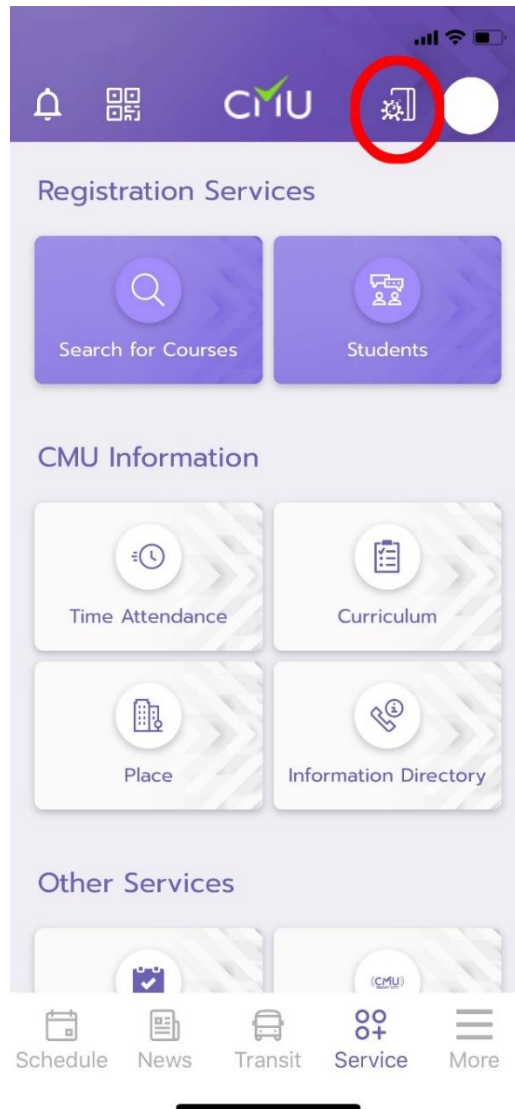 CMU
Registration Services
Search for Courses
Students
CMU Information
Time Attendance
Curriculum
Place
Information Directory
Other Services
(CMU)
Schedule
News
Transit
Service
More